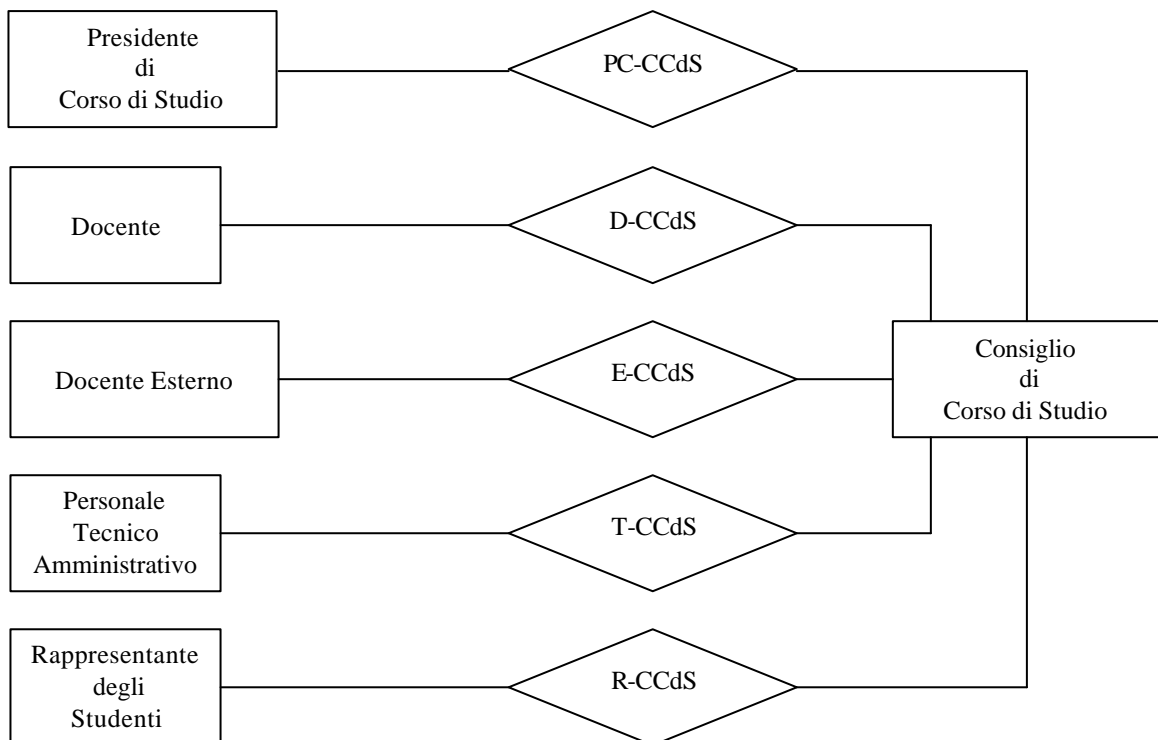 Presidente
di
Corso di Studio
PC-CCdS
Docente
D-CCdS
Docente Esterno
E-CCdS
Consiglio
di
Corso di Studio
Personale
Tecnico
Amministrativo
T-CCdS
Rappresentante
degli
Studenti
R-CCdS